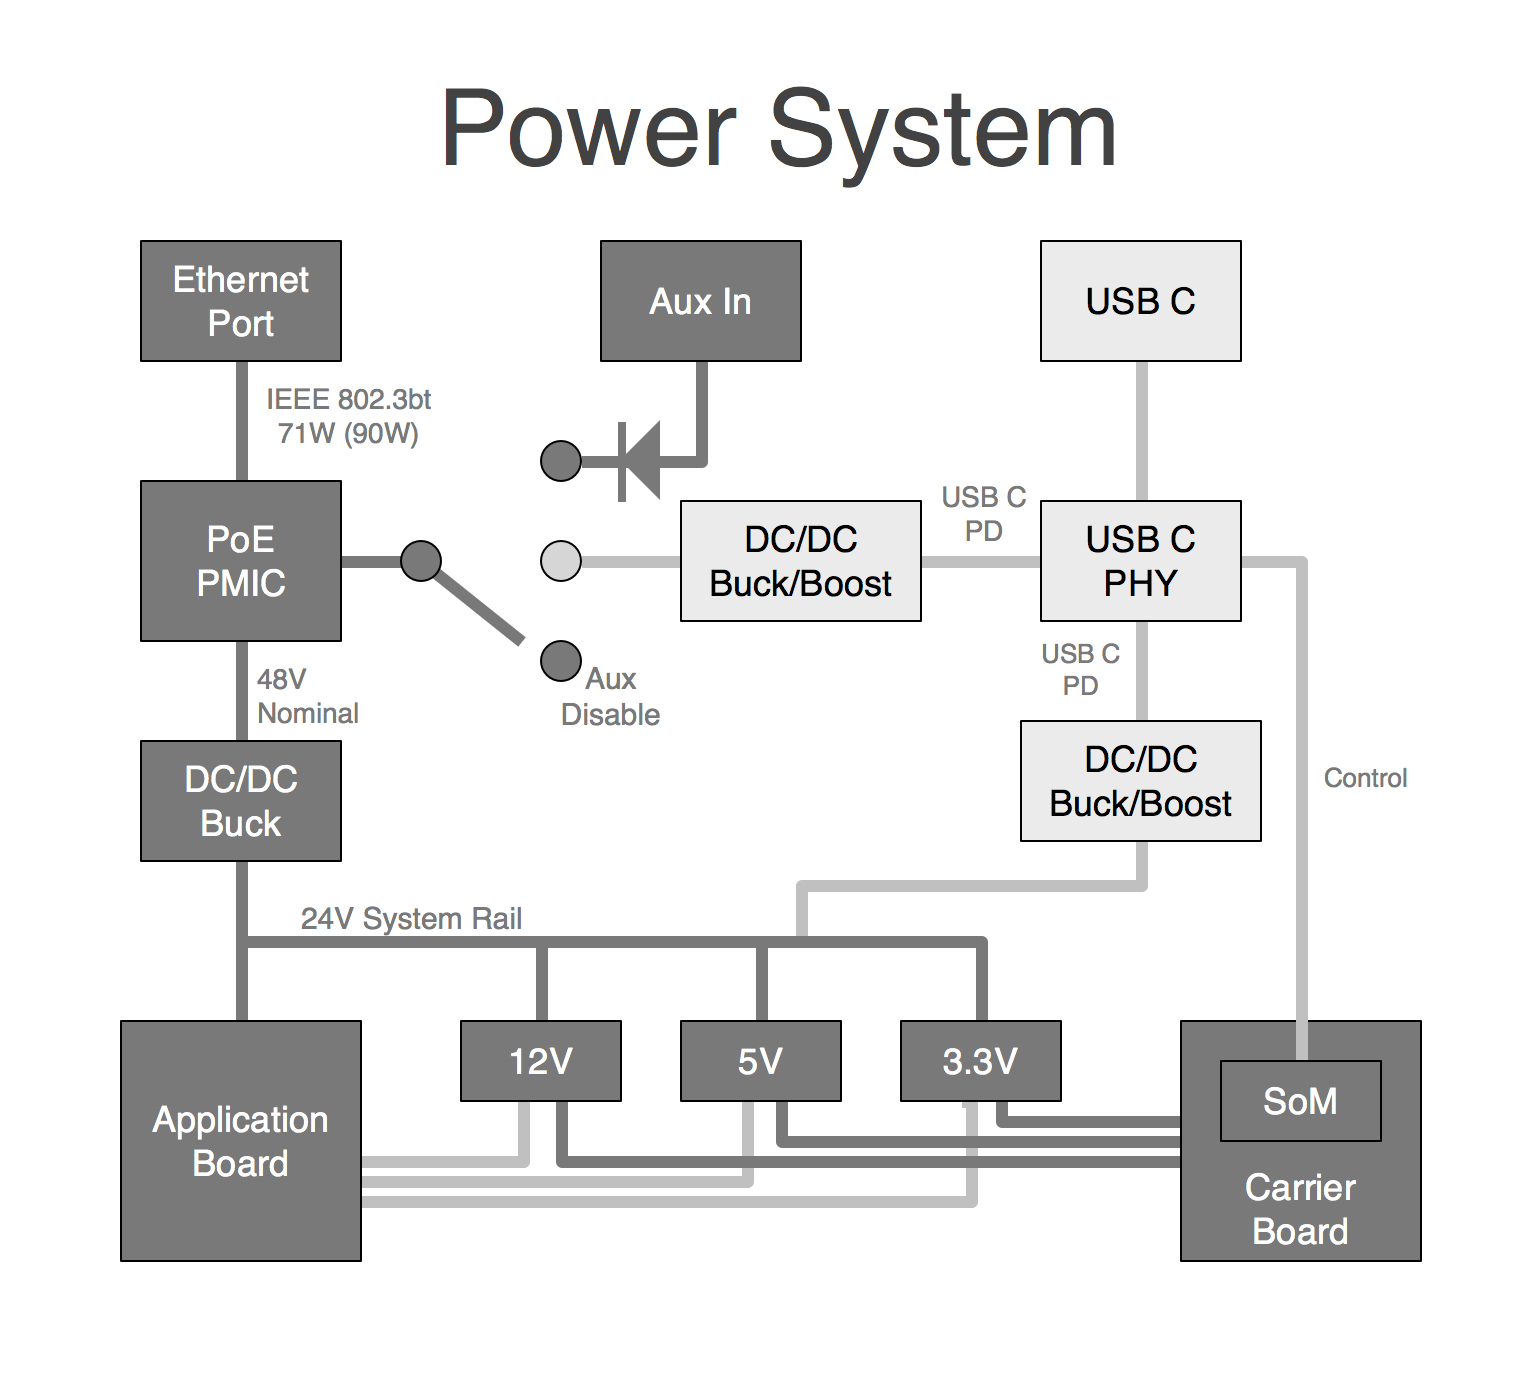 Power System
Ethernet
Port
Aux In
USB C
IEEE 802.3bt
71W (90W)
PoE
PMIC
DC/DC
Buck/Boost
USB C
PD
USB C
PHY
48V
Nominal
Aux
Disable
USB C
PD
DC/DC
Buck
DC/DC
Buck/Boost
Control
24V System Rail
12V
5V
3.3V
SoM
Application
Board
Carrier
Board